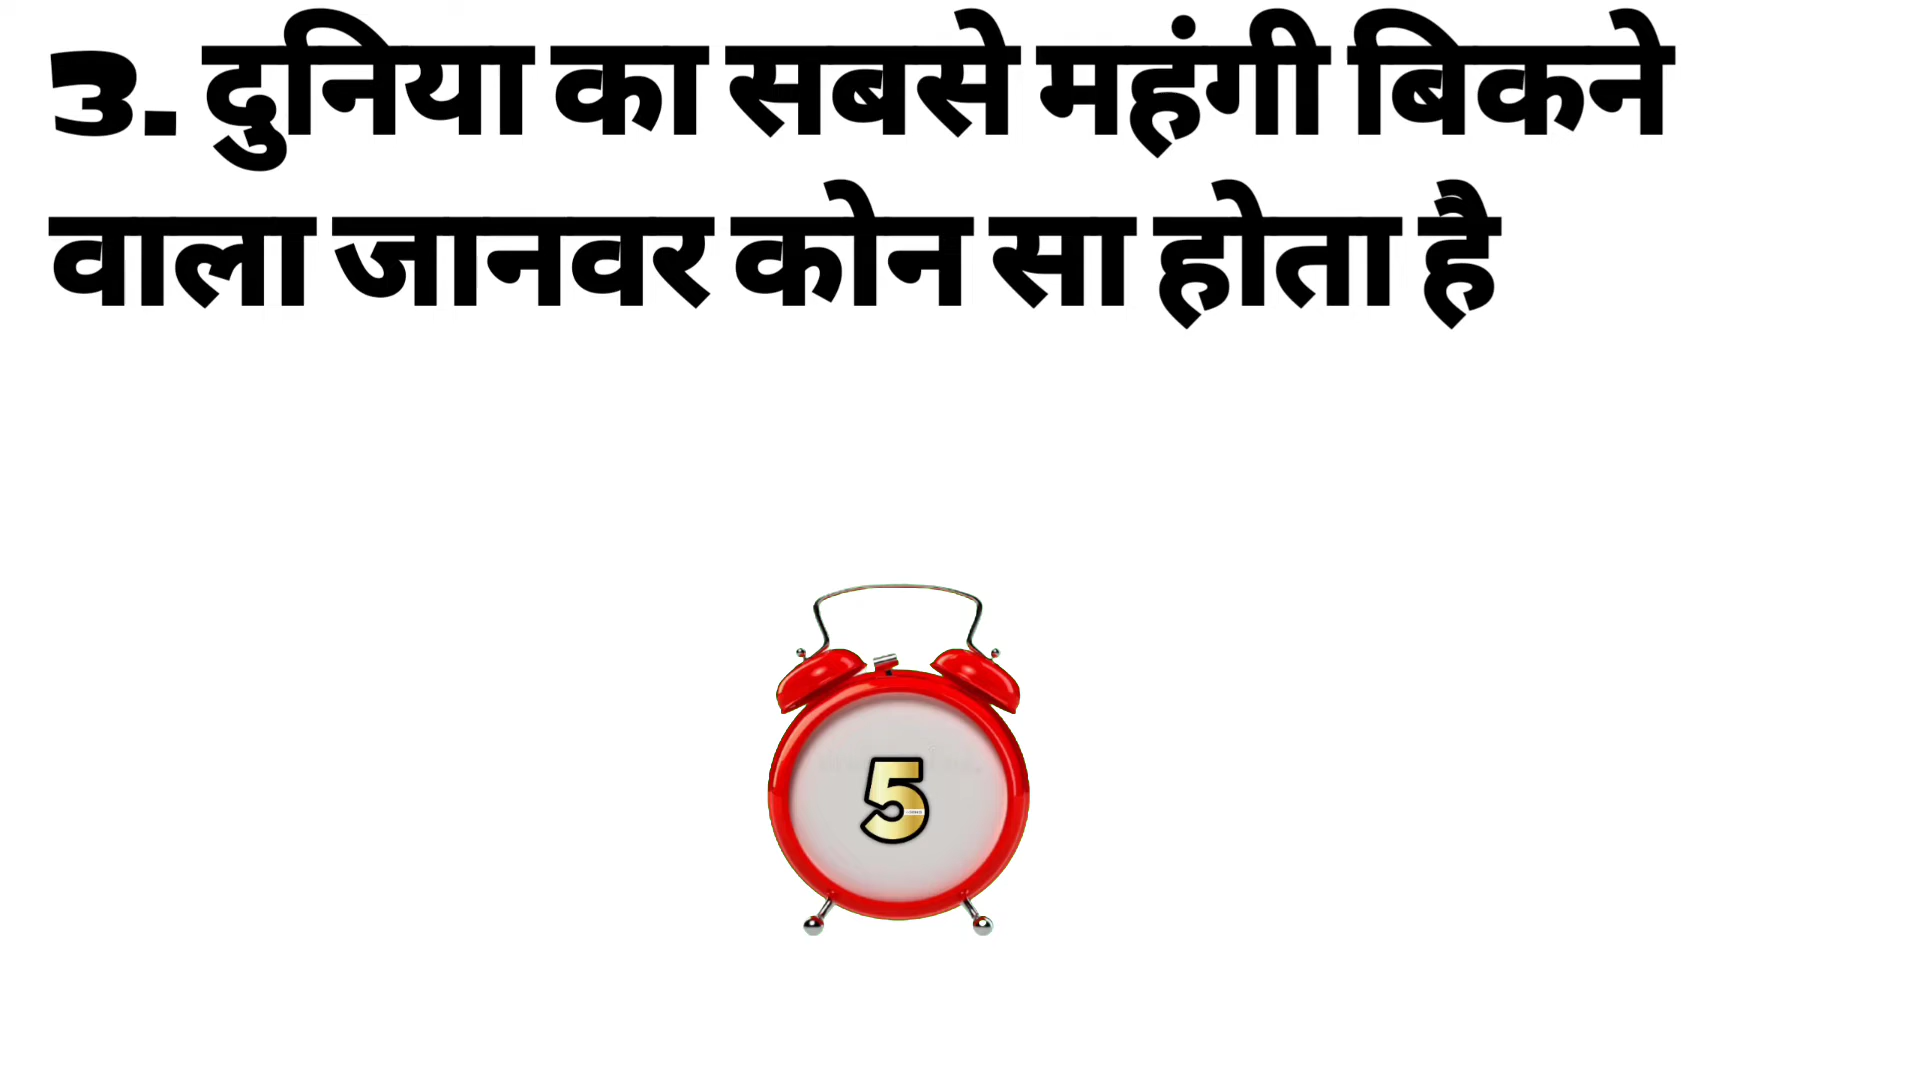 3. दुनिया का सबसे महंगी बिकने
वाला जानवर कोन सा होता है
5